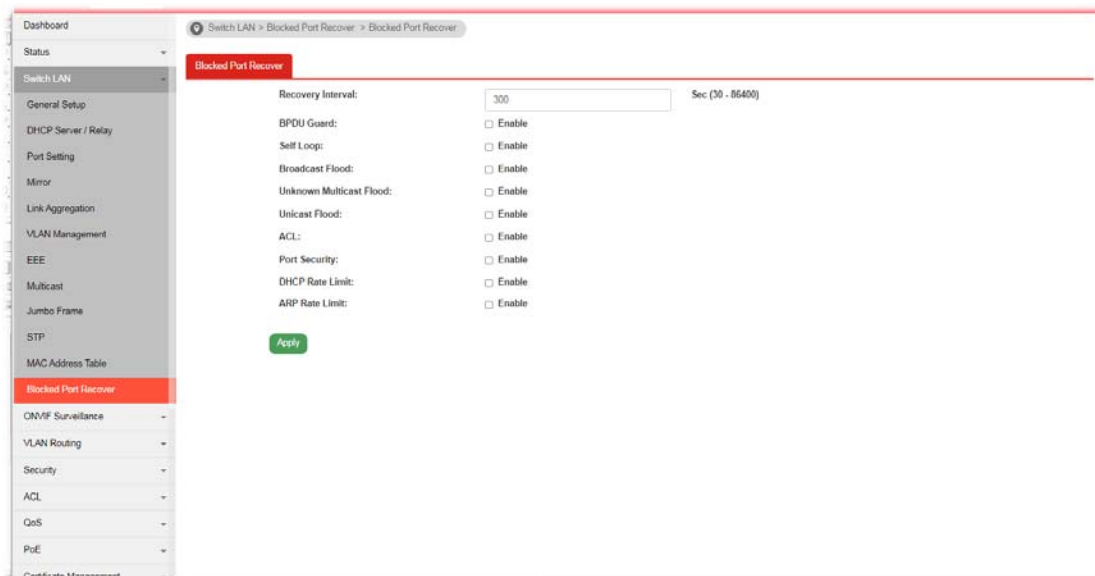 Dashboard
Status
Switch LAN
General Setup
DHCP Server / Relay
Port Setting
Mirror
Link Aggregation
VLAN Management
EEE
Multicast
Jumbo Frame
STP
MAC Address Table
Blocked Port Recover
ONVIF Surveillance
VLAN Routing
Security
ACL
QoS
PoE
Certificate Management
Switch LAN > Blocked Port Recover > Blocked Port Recover
Blocked Port Recover
Recovery Interval: 300 Sec (30 - 86400)
BPDU Guard: Enable
Self Loop: Enable
Broadcast Flood: Enable
Unknown Multicast Flood: Enable
Unicast Flood: Enable
ACL: Enable
Port Security: Enable
DHCP Rate Limit: Enable
ARP Rate Limit: Enable
Apply